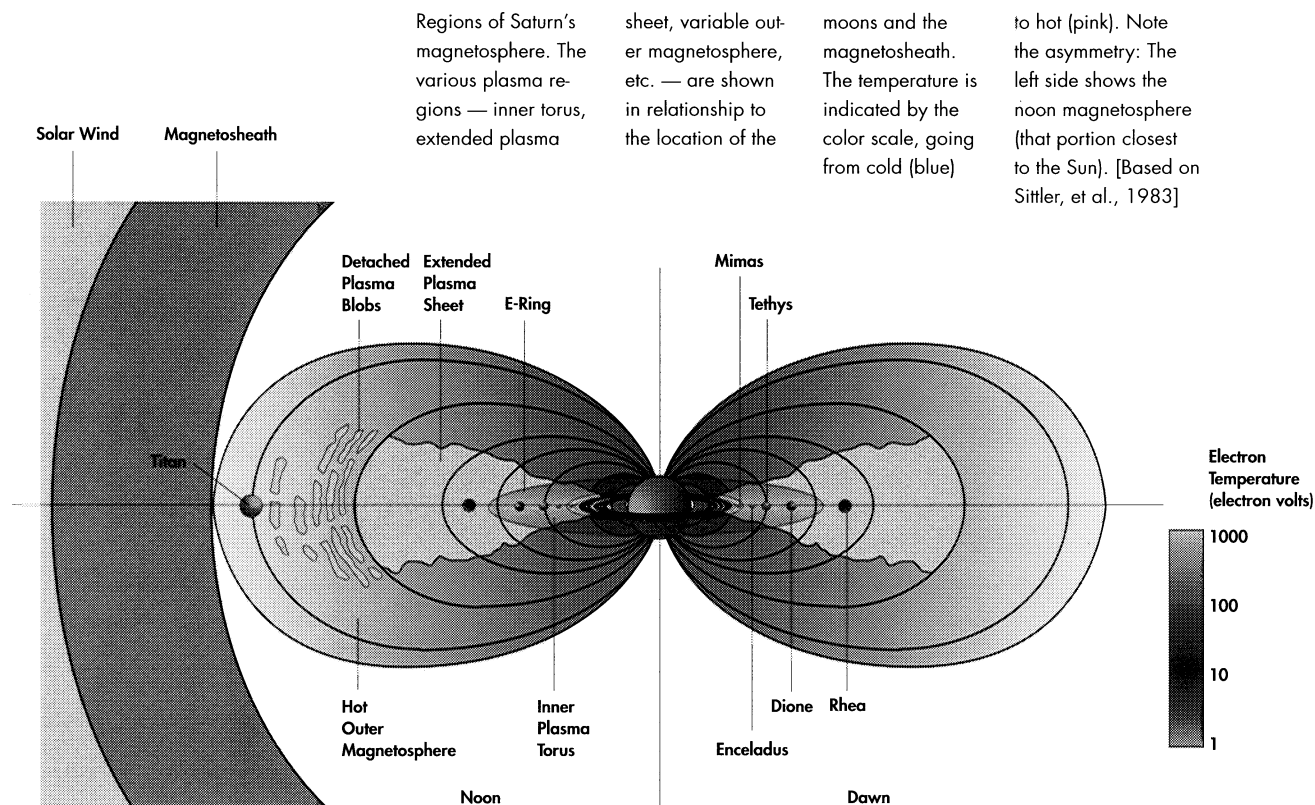 Regions of Saturn's
magnetosphere. The
various plasma re-
gions — inner torus,
extended plasma
sheet, variable out-
er magnetosphere,
etc. — are shown
in relationship to
the location of the
moons and the
magnetosheath.
The temperature is
indicated by the
color scale, going
from cold (blue)
to hot (pink). Note
the asymmetry: The
left side shows the
noon magnetosphere
(that portion closest
to the Sun). [Based on
Sittler, et al., 1983]
Solar Wind
Magnetosheath
Detached
Plasma
Blobs
Extended
Plasma
Sheet
E-Ring
Mimas
Tethys
Titan
Electron
Temperature
(electron volts)
1000
100
10
1
Hot
Outer
Magnetosphere
Inner
Plasma
Torus
Enceladus
Dione
Rhea
Noon
Dawn